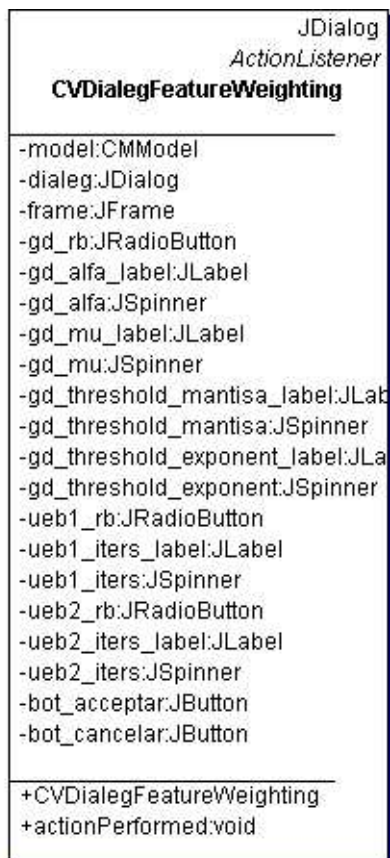 JDialog
ActionListener
CVDialegFeatureWeighting
-model:CMModel
-dialeg:JDialog
-frame:JFrame
-gd_rb:JRadioButton
-gd_alfa_label:JLabel
-gd_alfa:JSpinner
-gd_mu_label:JLabel
-gd_mu:JSpinner
-gd_threshold_mantisa_label:JLab
-gd_threshold_mantisa:JSpinner
-gd_threshold_exponent_label:JLa
-gd_threshold_exponent:JSpinner
-ueb1_rb:JRadioButton
-ueb1_iters_label:JLabel
-ueb1_iters:JSpinner
-ueb2_rb:JRadioButton
-ueb2_iters_label:JLabel
-ueb2_iters:JSpinner
-bot_acceptar:JButton
-bot_cancelar:JButton
+CVDialegFeatureWeighting
+actionPerformed:void